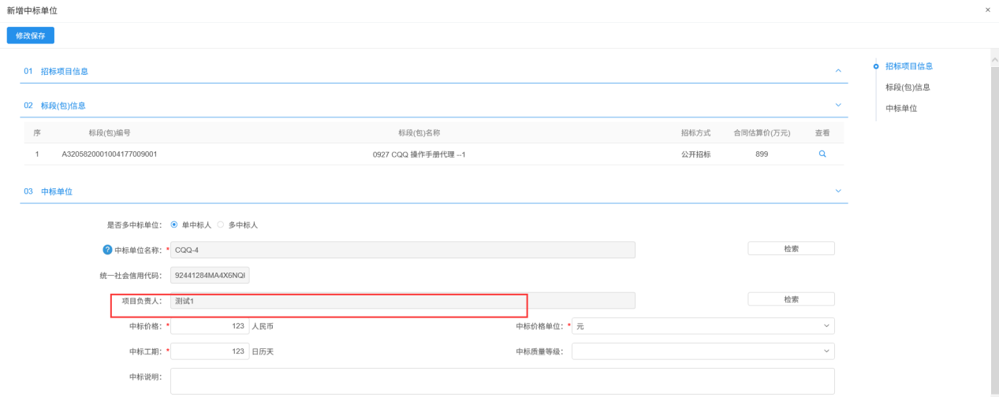 新增中标单位 ×
修改保存
01 招标项目信息
招标项目信息
标段(包)信息
中标单位
02 标段(包)信息
序 标段(包)编号 标段(包)名称 招标方式 合同估算价(万元) 查看
1 A3205820001004177009001 0927 CQQ 操作手册代理 --1 公开招标 899
03 中标单位
是否多中标单位: 单中标人 多中标人
? 中标单位名称: * CQQ-4 检索
统一社会信用代码: 92441284MA4X6NQ
项目负责人: 测试1 检索
中标价格: * 123 人民币 中标价格单位: * 元
中标工期: * 123 日历天 中标质量等级:
中标说明: